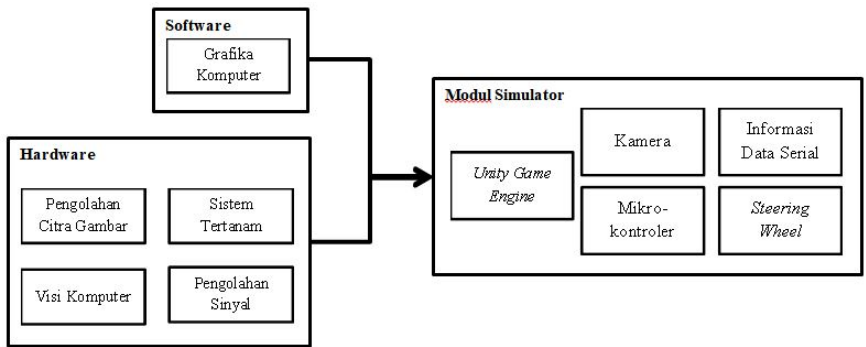 Software
Grafika
Komputer
Hardware
Pengolahan
Citra Gambar
Sistem
Tertanam
Visi Komputer
Pengolahan
Sinyal
Modul Simulator
Unity Game
Engine
Kamera
Informasi
Data Serial
Mikro-
kontroler
Steering
Wheel